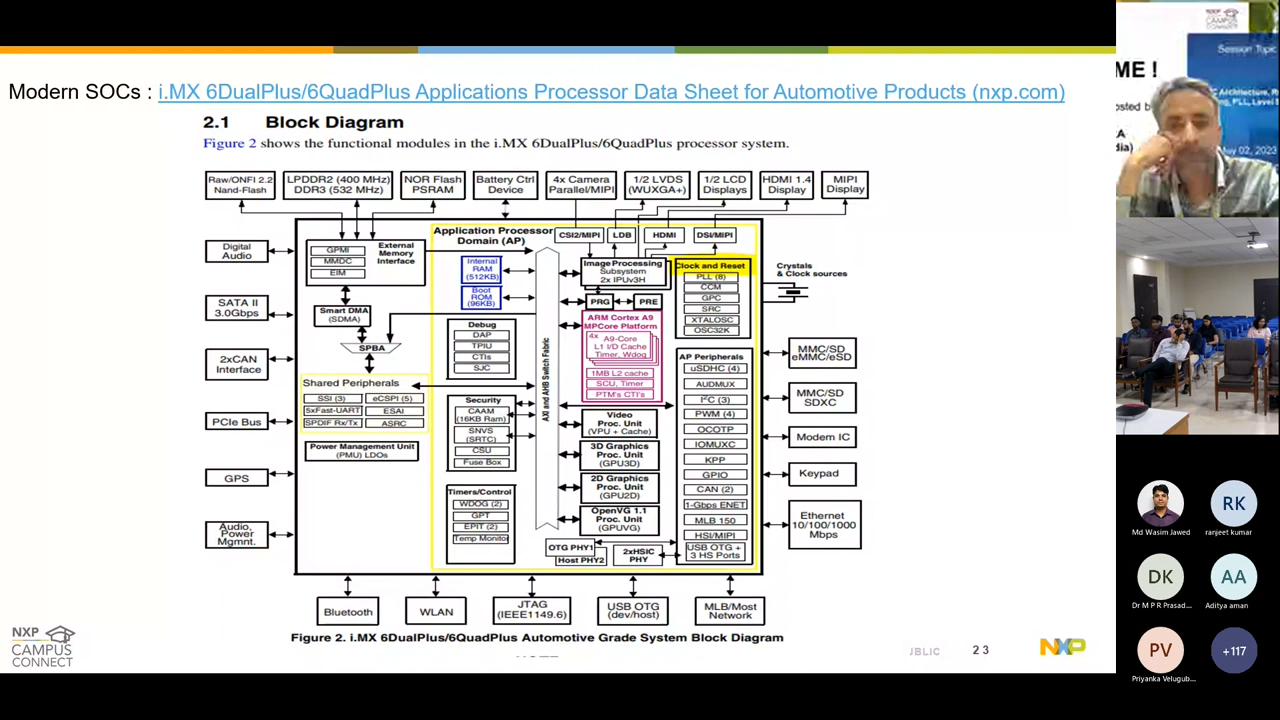 Modern SOCs : i.MX 6DualPlus/6QuadPlus Applications Processor Data Sheet for Automotive Products (nxp.com)
2.1 Block Diagram
Figure 2 shows the functional modules in the i.MX 6DualPlus/6QuadPlus processor system.
Raw/ONFI 2.2
Nand-Flash
LPDDR2 (400 MHz)
DDR3 (532 MHz)
NOR Flash
PSRAM
Battery Ctrl
Device
4x Camera
Parallel/MIPI
1/2 LVDS
(WUXGA+)
1/2 LCD
Displays
HDMI 1.4
Display
MIPI
Display
Digital
Audio
SATA II
3.0Gbps
2xCAN
Interface
PCIe Bus
GPS
Audio,
Power
Mgmnt.
GPMI
MMDC
EIM
External
Memory
Interface
Smart DMA
(SDMA)
SPBA
Shared Peripherals
SSI (3)
eCSPI (5)
5xFast-UART
ESAI
SPDIF Rx/Tx
ASRC
Power Management Unit
(PMU) LDOs
Application Processor
Domain (AP)
Internal
RAM
(512KB)
Boot
ROM
(96KB)
Debug
DAP
TPIU
CTIs
SJC
Security
CAAM
(16KB Ram)
SNVS
(SRTC)
CSU
Fuse Box
Timers/Control
WDOG (2)
GPT
EPIT (2)
Temp Monitor
AXI and AHB Switch Fabric
CSI2/MIPI
LDB
HDMI
DSI/MIPI
Image Processing
Subsystem
2x IPUv3H
PRG
PRE
ARM Cortex A9
MPCore Platform
4x
A9-Core
L1 I/D Cache
Timer, Wdog
1MB L2 cache
SCU, Timer
PTM's CTI's
Video
Proc. Unit
(VPU + Cache)
3D Graphics
Proc. Unit
(GPU3D)
2D Graphics
Proc. Unit
(GPU2D)
OpenVG 1.1
Proc. Unit
(GPUVG)
OTG PHY1
Host PHY2
2xHSIC
PHY
Clock and Reset
PLL (8)
CCM
GPC
SRC
XTALOSC
OSC32K
AP Peripherals
uSDHC (4)
AUDMUX
I²C (3)
PWM (4)
OCOTP
IOMUXC
KPP
GPIO
CAN (2)
1-Gbps ENET
MLB 150
HSI/MIPI
USB OTG +
3 HS Ports
Crystals
& Clock sources
MMC/SD
eMMC/eSD
MMC/SD
SDXC
Modem IC
Keypad
Ethernet
10/100/1000
Mbps
Bluetooth
WLAN
JTAG
(IEEE1149.6)
USB OTG
(dev/host)
MLB/Most
Network
Figure 2. i.MX 6DualPlus/6QuadPlus Automotive Grade System Block Diagram
NXP
CAMPUS
CONNECT
23
NXP
Session Topic
ME !
Architecture, R
PLL, Level
May 02, 2023
Md Wasim Jawed
RK
ranjeet kumar
DK
Dr M P R Prasad...
AA
Aditya aman
PV
Priyanka Velugub...
+117